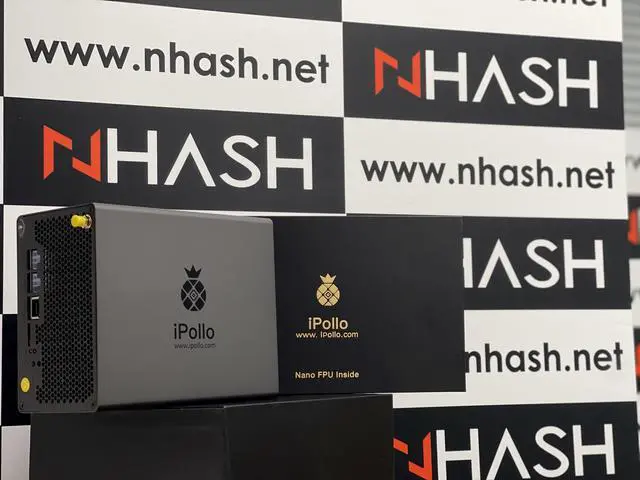 www.nhash.net
NHASH
NHASH
www.nhash.net
HASH
nhash.net
NHASH
iPollo
www.ipollo.com
iPollo
www. iPollo.com
Nano FPU Inside